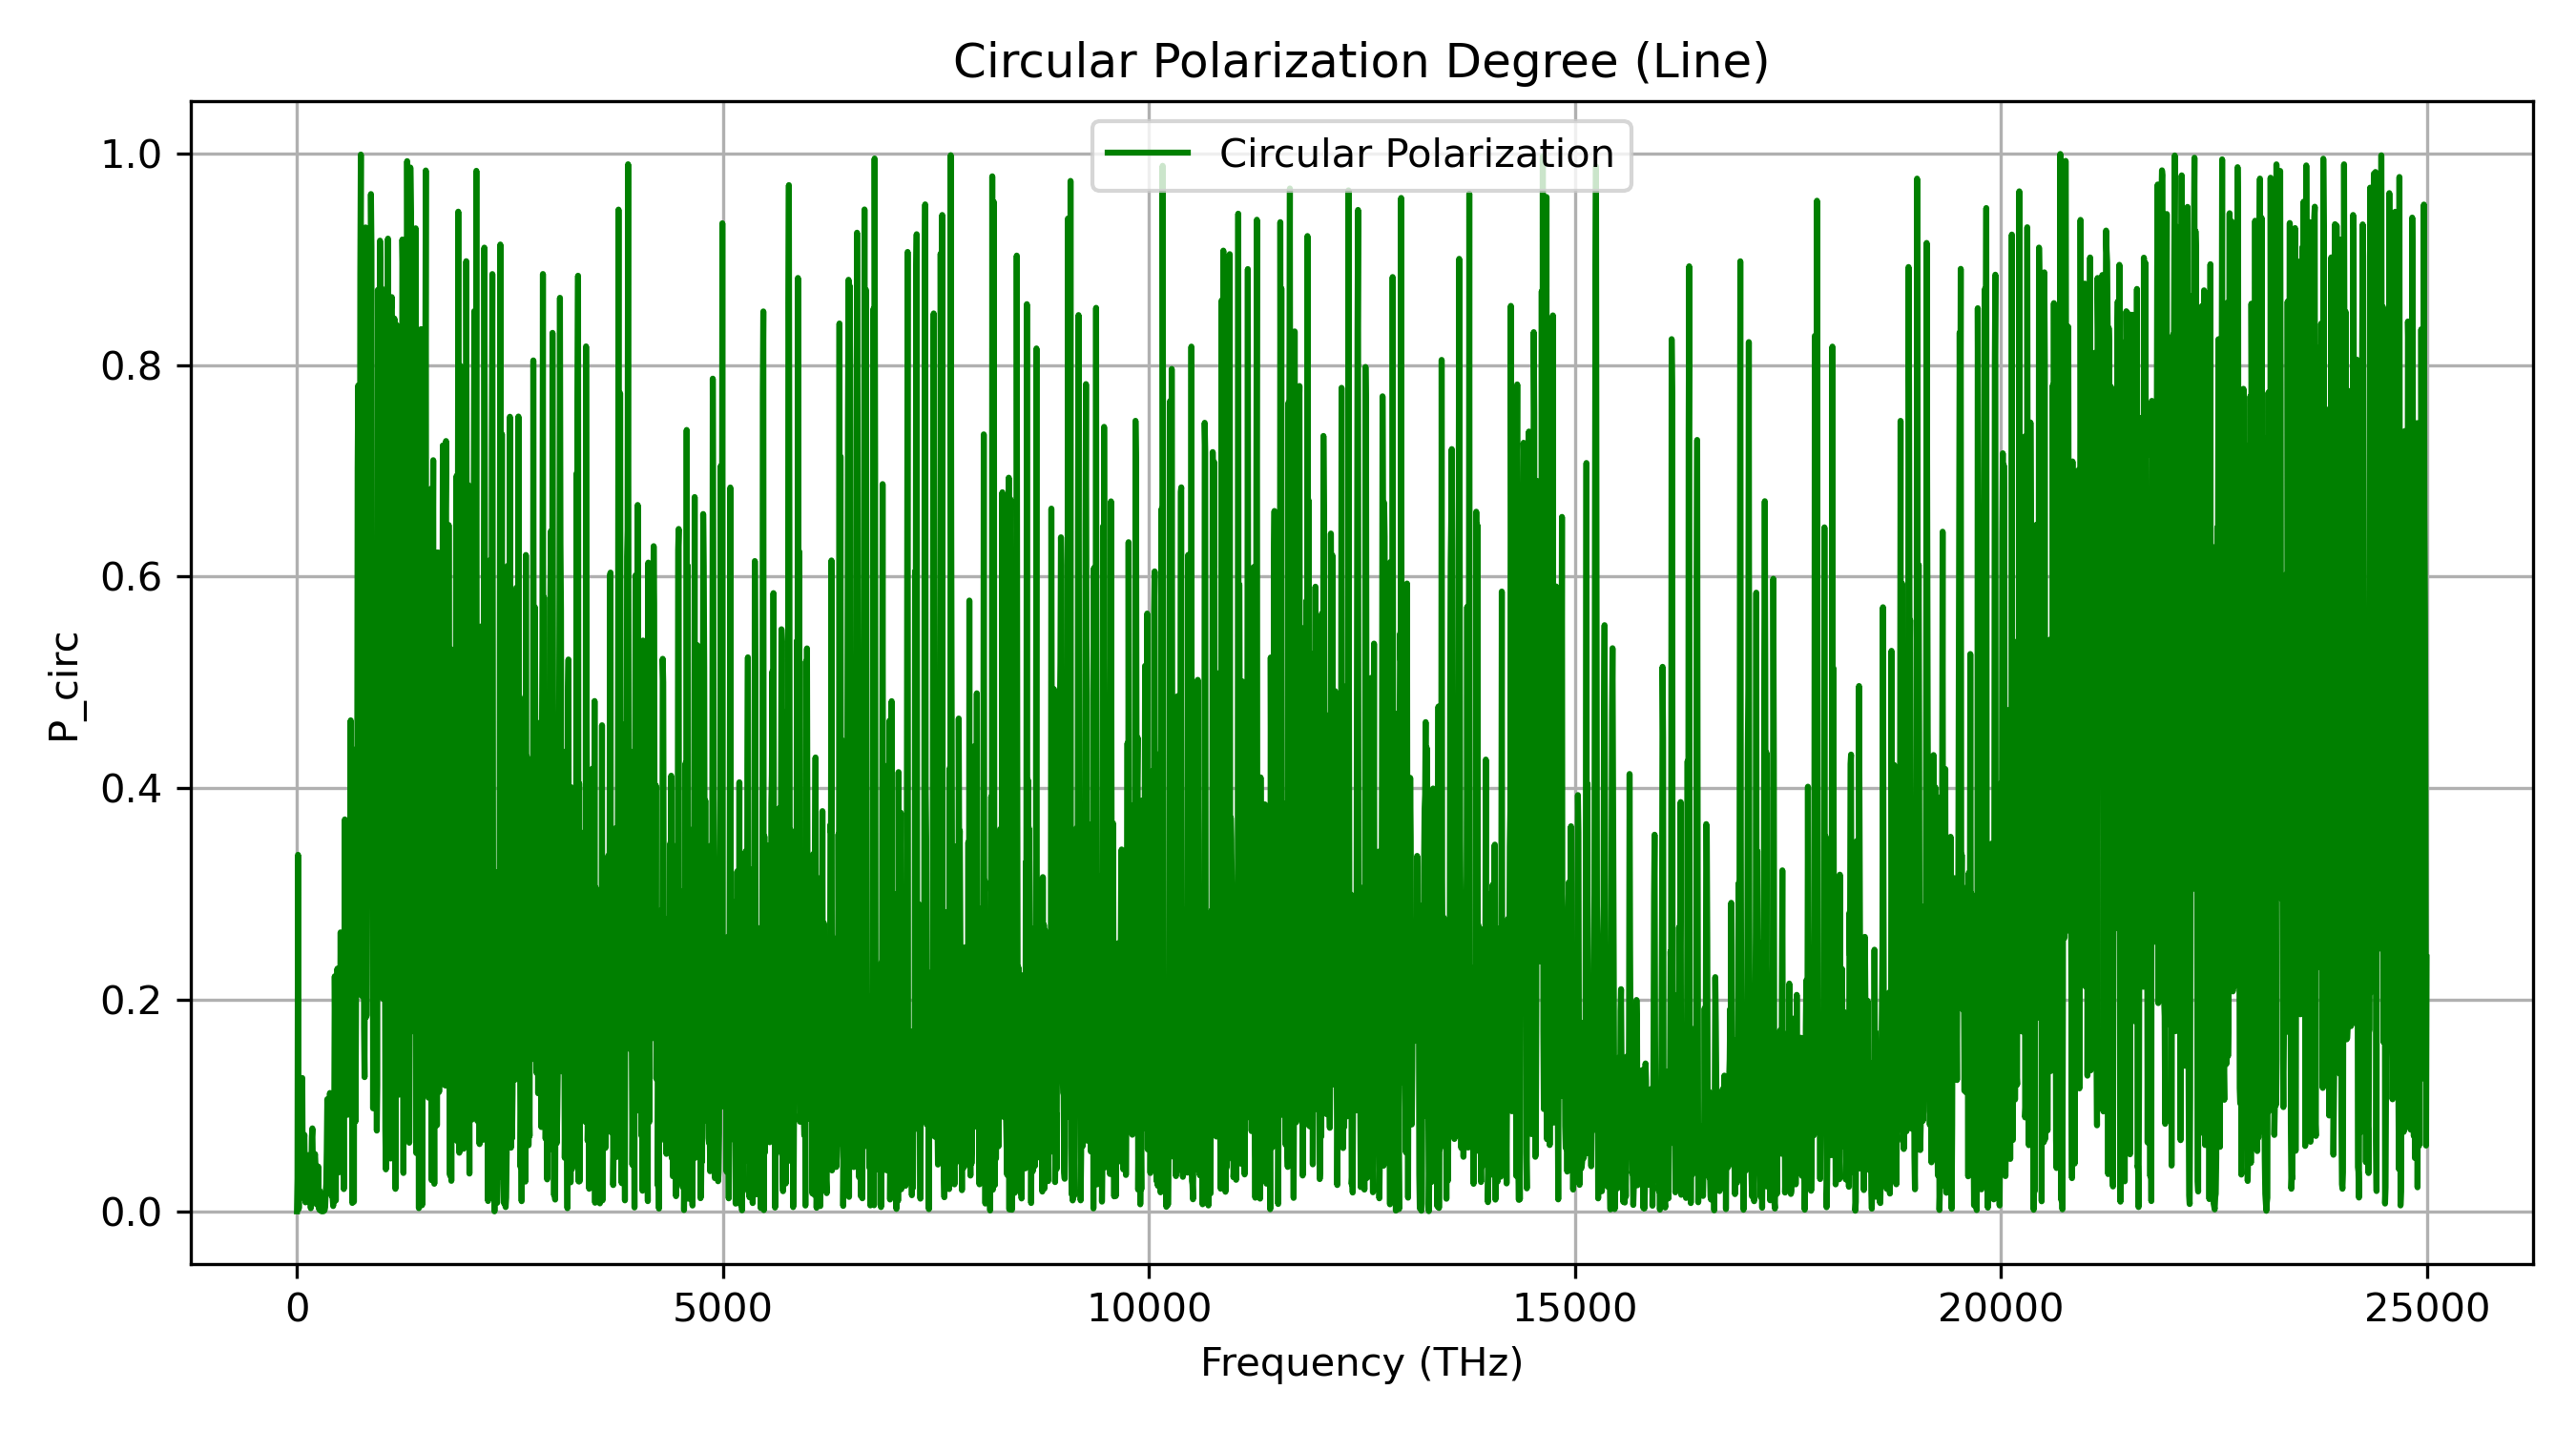 Circular Polarization Degree (Line)
Circular Polarization
1.0
0.8
0.6
0.4
0.2
0.0
P_circ
0 5000 10000 15000 20000 25000
Frequency (THz)